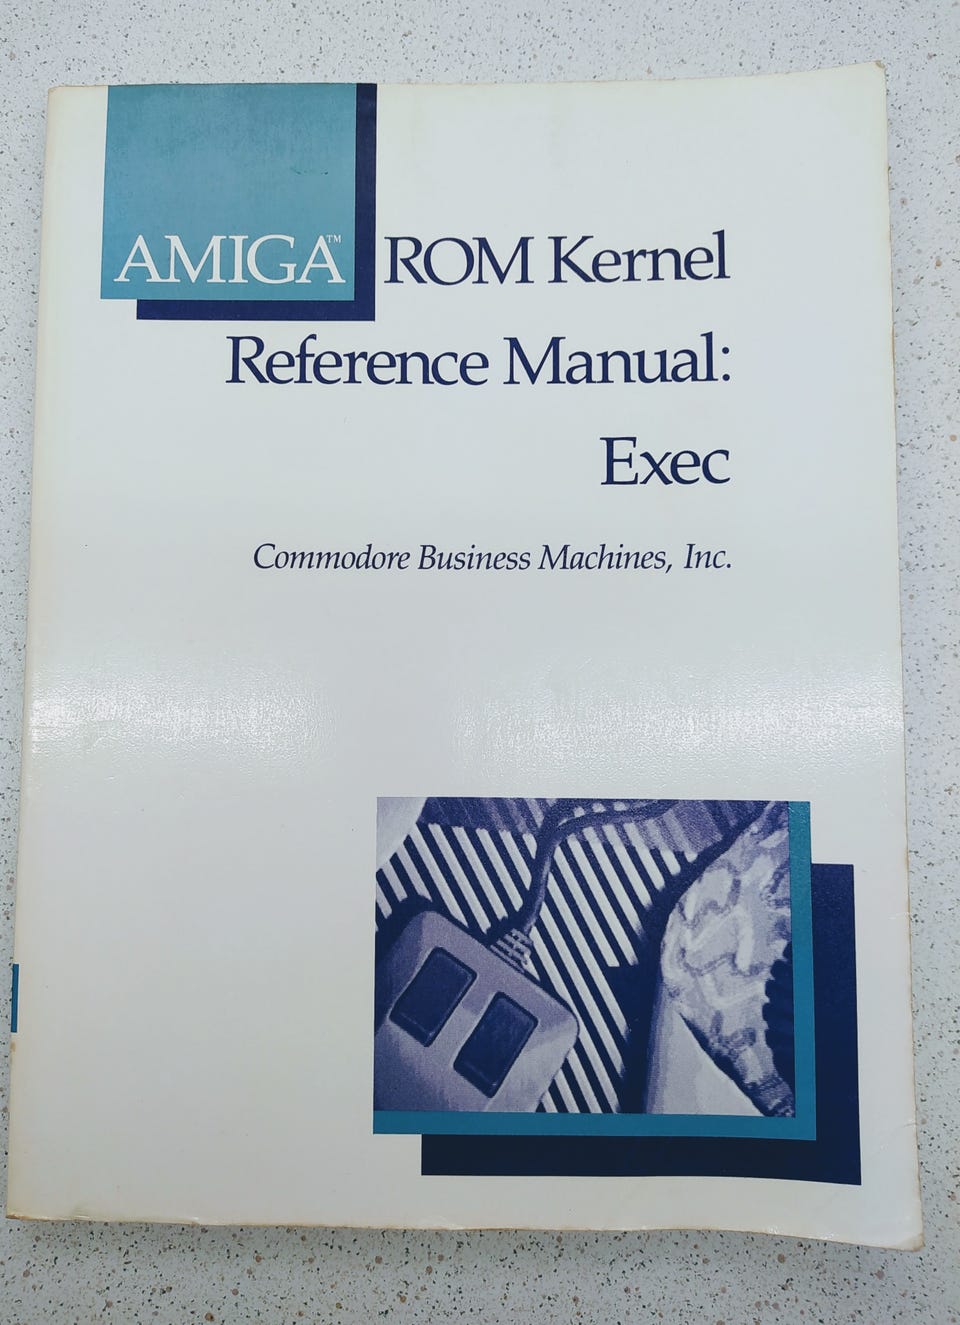 AMIGA™ ROM Kernel
Reference Manual:
Exec
Commodore Business Machines, Inc.